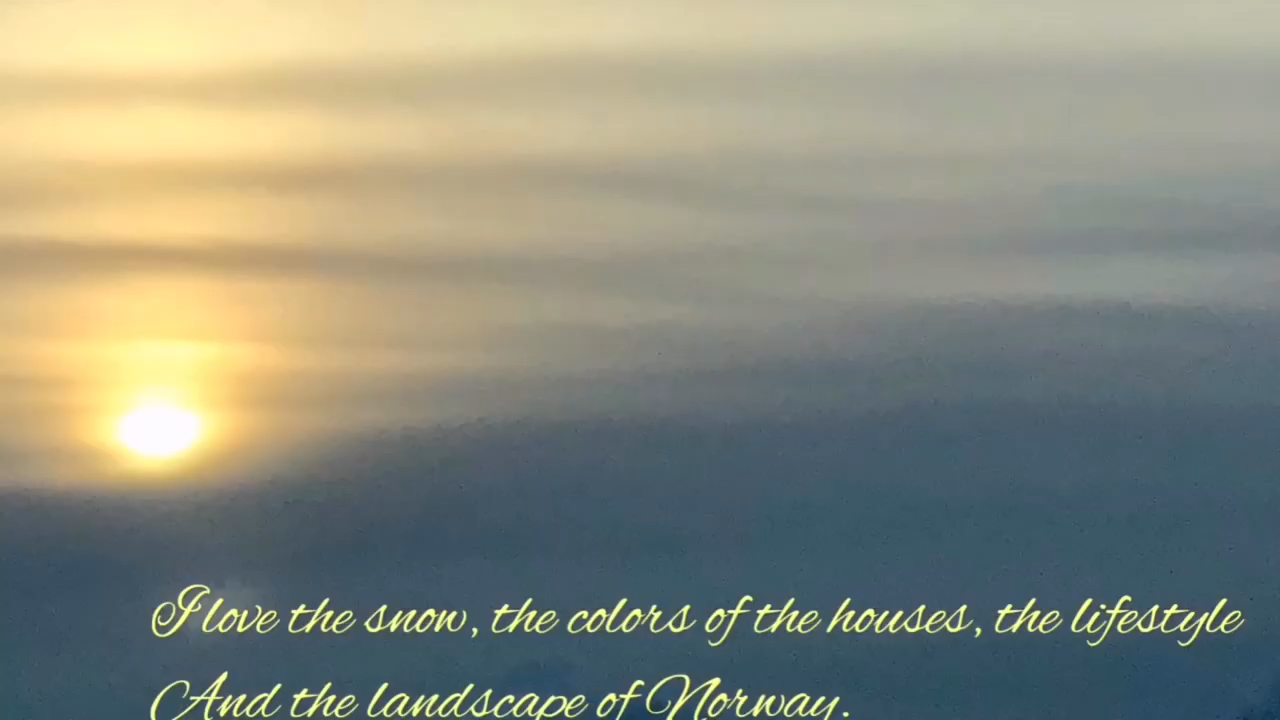 I love the snow, the colors of the houses, the lifestyle
And the landscape of Norway.